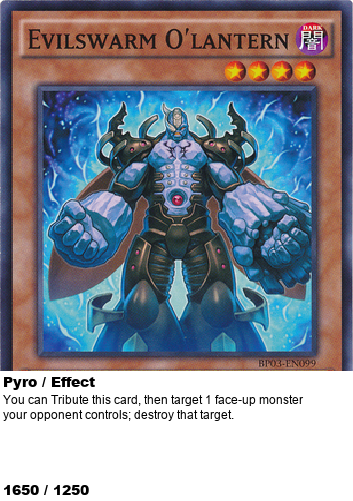 Evilswarm O'lantern
DARK
闇
BP03-EN099
Pyro / Effect
You can Tribute this card, then target 1 face-up monster
your opponent controls; destroy that target.
1650 / 1250